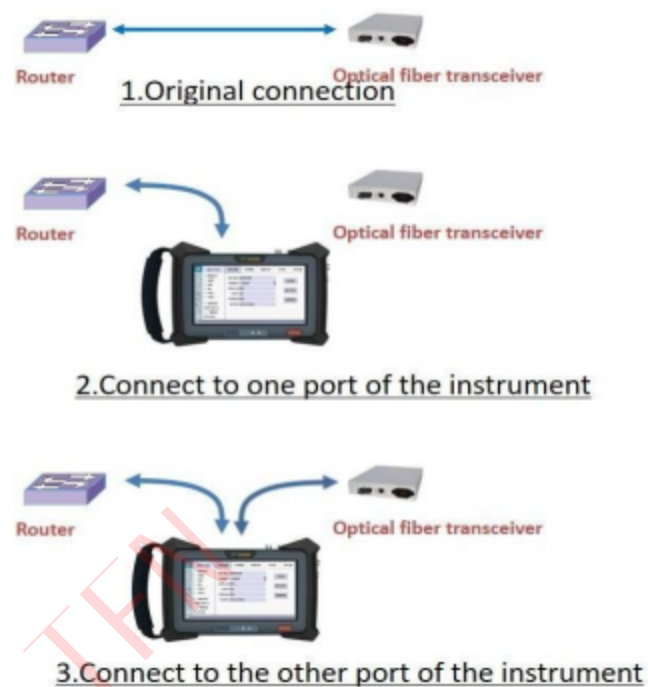 Router
Optical fiber transceiver
1.Original connection
Router
Optical fiber transceiver
2.Connect to one port of the instrument
Router
Optical fiber transceiver
3.Connect to the other port of the instrument
TFN